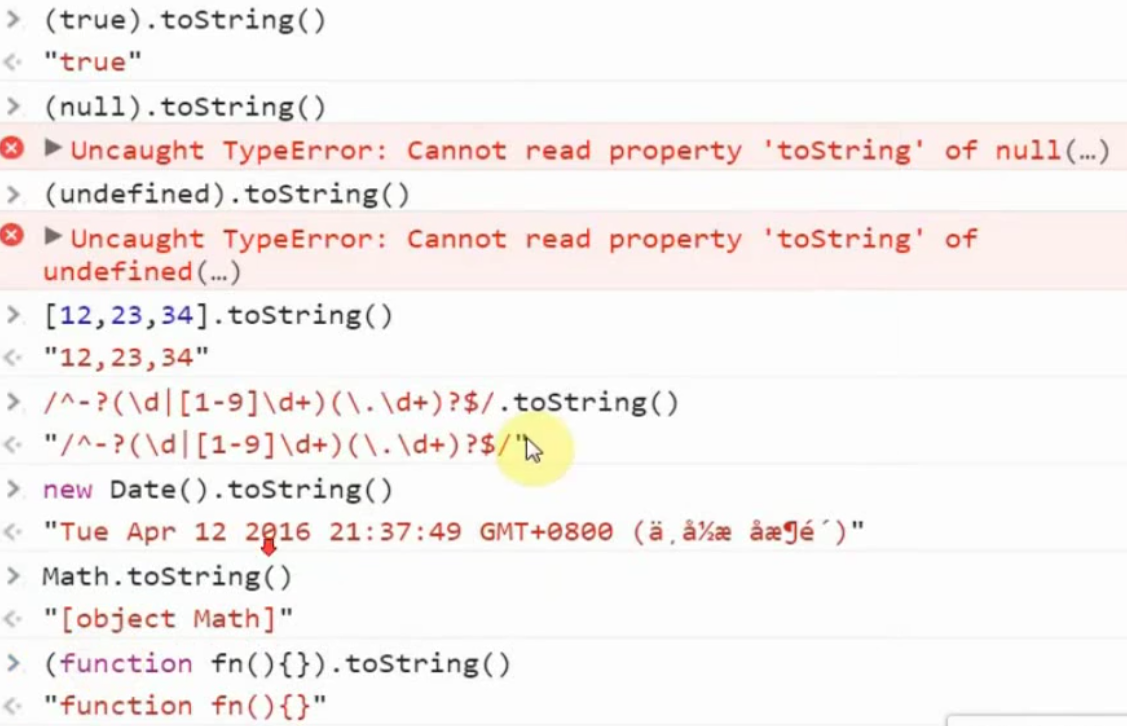 > (true).toString()
<· "true"
> (null).toString()
▶ Uncaught TypeError: Cannot read property 'toString' of null(…)
> (undefined).toString()
▶ Uncaught TypeError: Cannot read property 'toString' of
undefined(…)
> [12,23,34].toString()
<· "12,23,34"
> /^-?(\d|[1-9]\d+)(\.\d+)?$/.toString()
<· "/^-?(\d|[1-9]\d+)(\.\d+)?$/"
> new Date().toString()
<· "Tue Apr 12 2016 21:37:49 GMT+0800 (ä¸­å½æ åæ¶é´)"
> Math.toString()
<· "[object Math]"
> (function fn(){}).toString()
<· "function fn(){}"